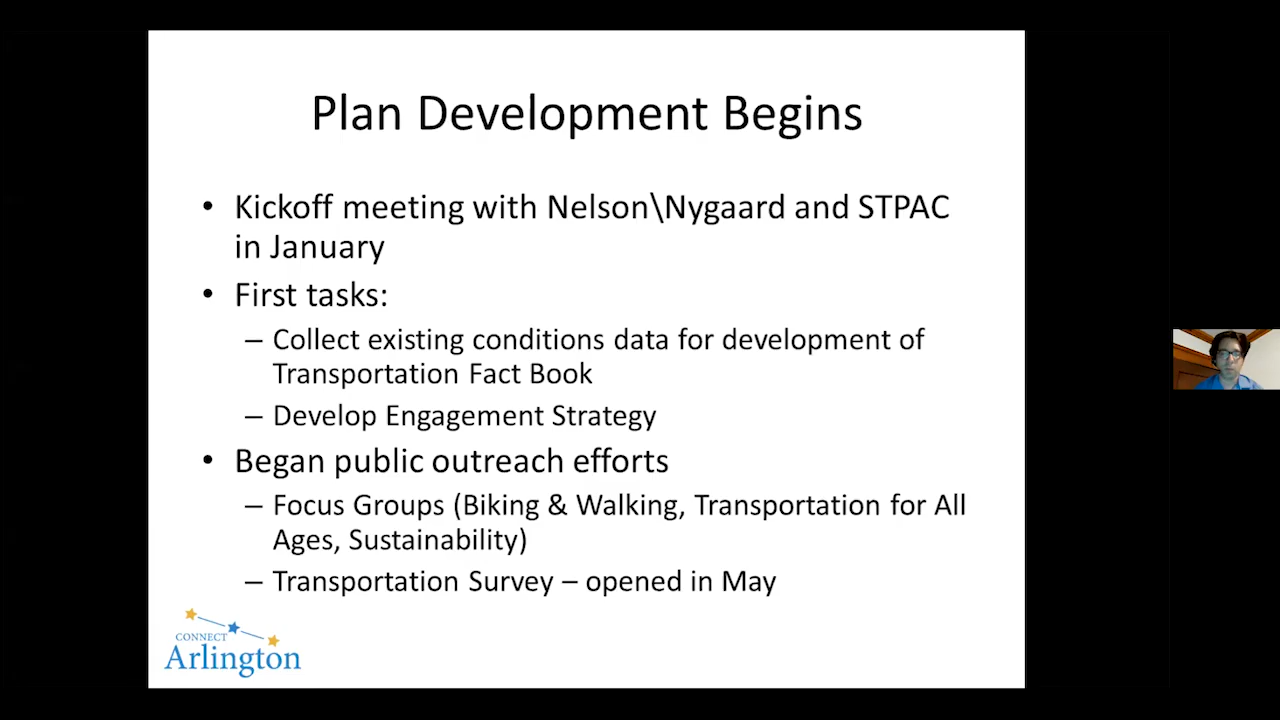 Plan Development Begins
• Kickoff meeting with Nelson\Nygaard and STPAC
in January
• First tasks:
– Collect existing conditions data for development of
Transportation Fact Book
– Develop Engagement Strategy
• Began public outreach efforts
– Focus Groups (Biking & Walking, Transportation for All
Ages, Sustainability)
– Transportation Survey – opened in May
CONNECT
Arlington